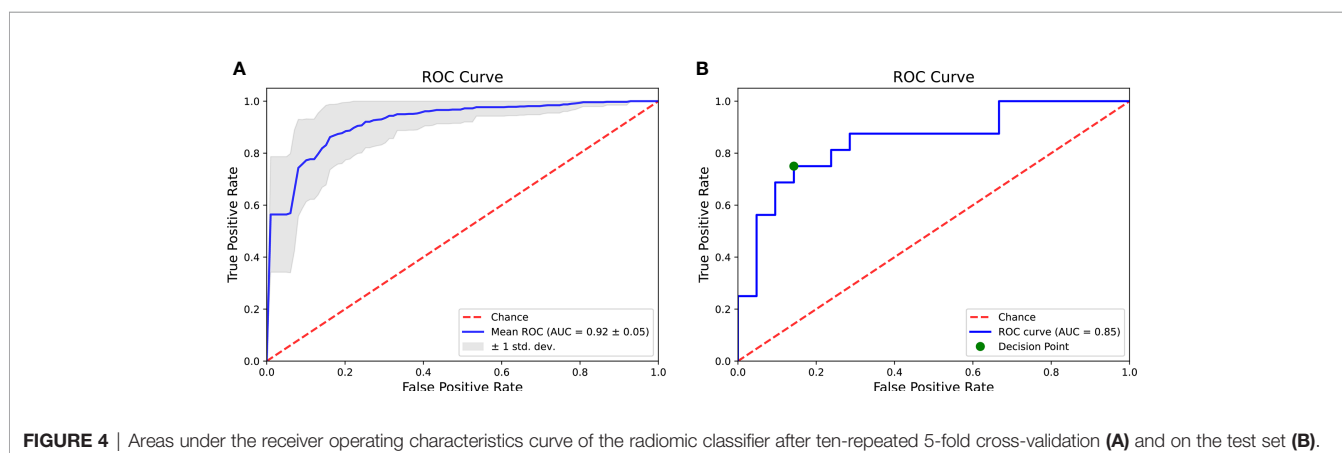 A
ROC Curve
True Positive Rate
1.0
0.8
0.6
0.4
0.2
0.0
Chance
Mean ROC (AUC = 0.92 ± 0.05)
± 1 std. dev.
0.0 0.2 0.4 0.6 0.8 1.0
False Positive Rate
B
ROC Curve
True Positive Rate
1.0
0.8
0.6
0.4
0.2
0.0
Chance
ROC curve (AUC = 0.85)
Decision Point
0.0 0.2 0.4 0.6 0.8 1.0
False Positive Rate
FIGURE 4 | Areas under the receiver operating characteristics curve of the radiomic classifier after ten-repeated 5-fold cross-validation (A) and on the test set (B).